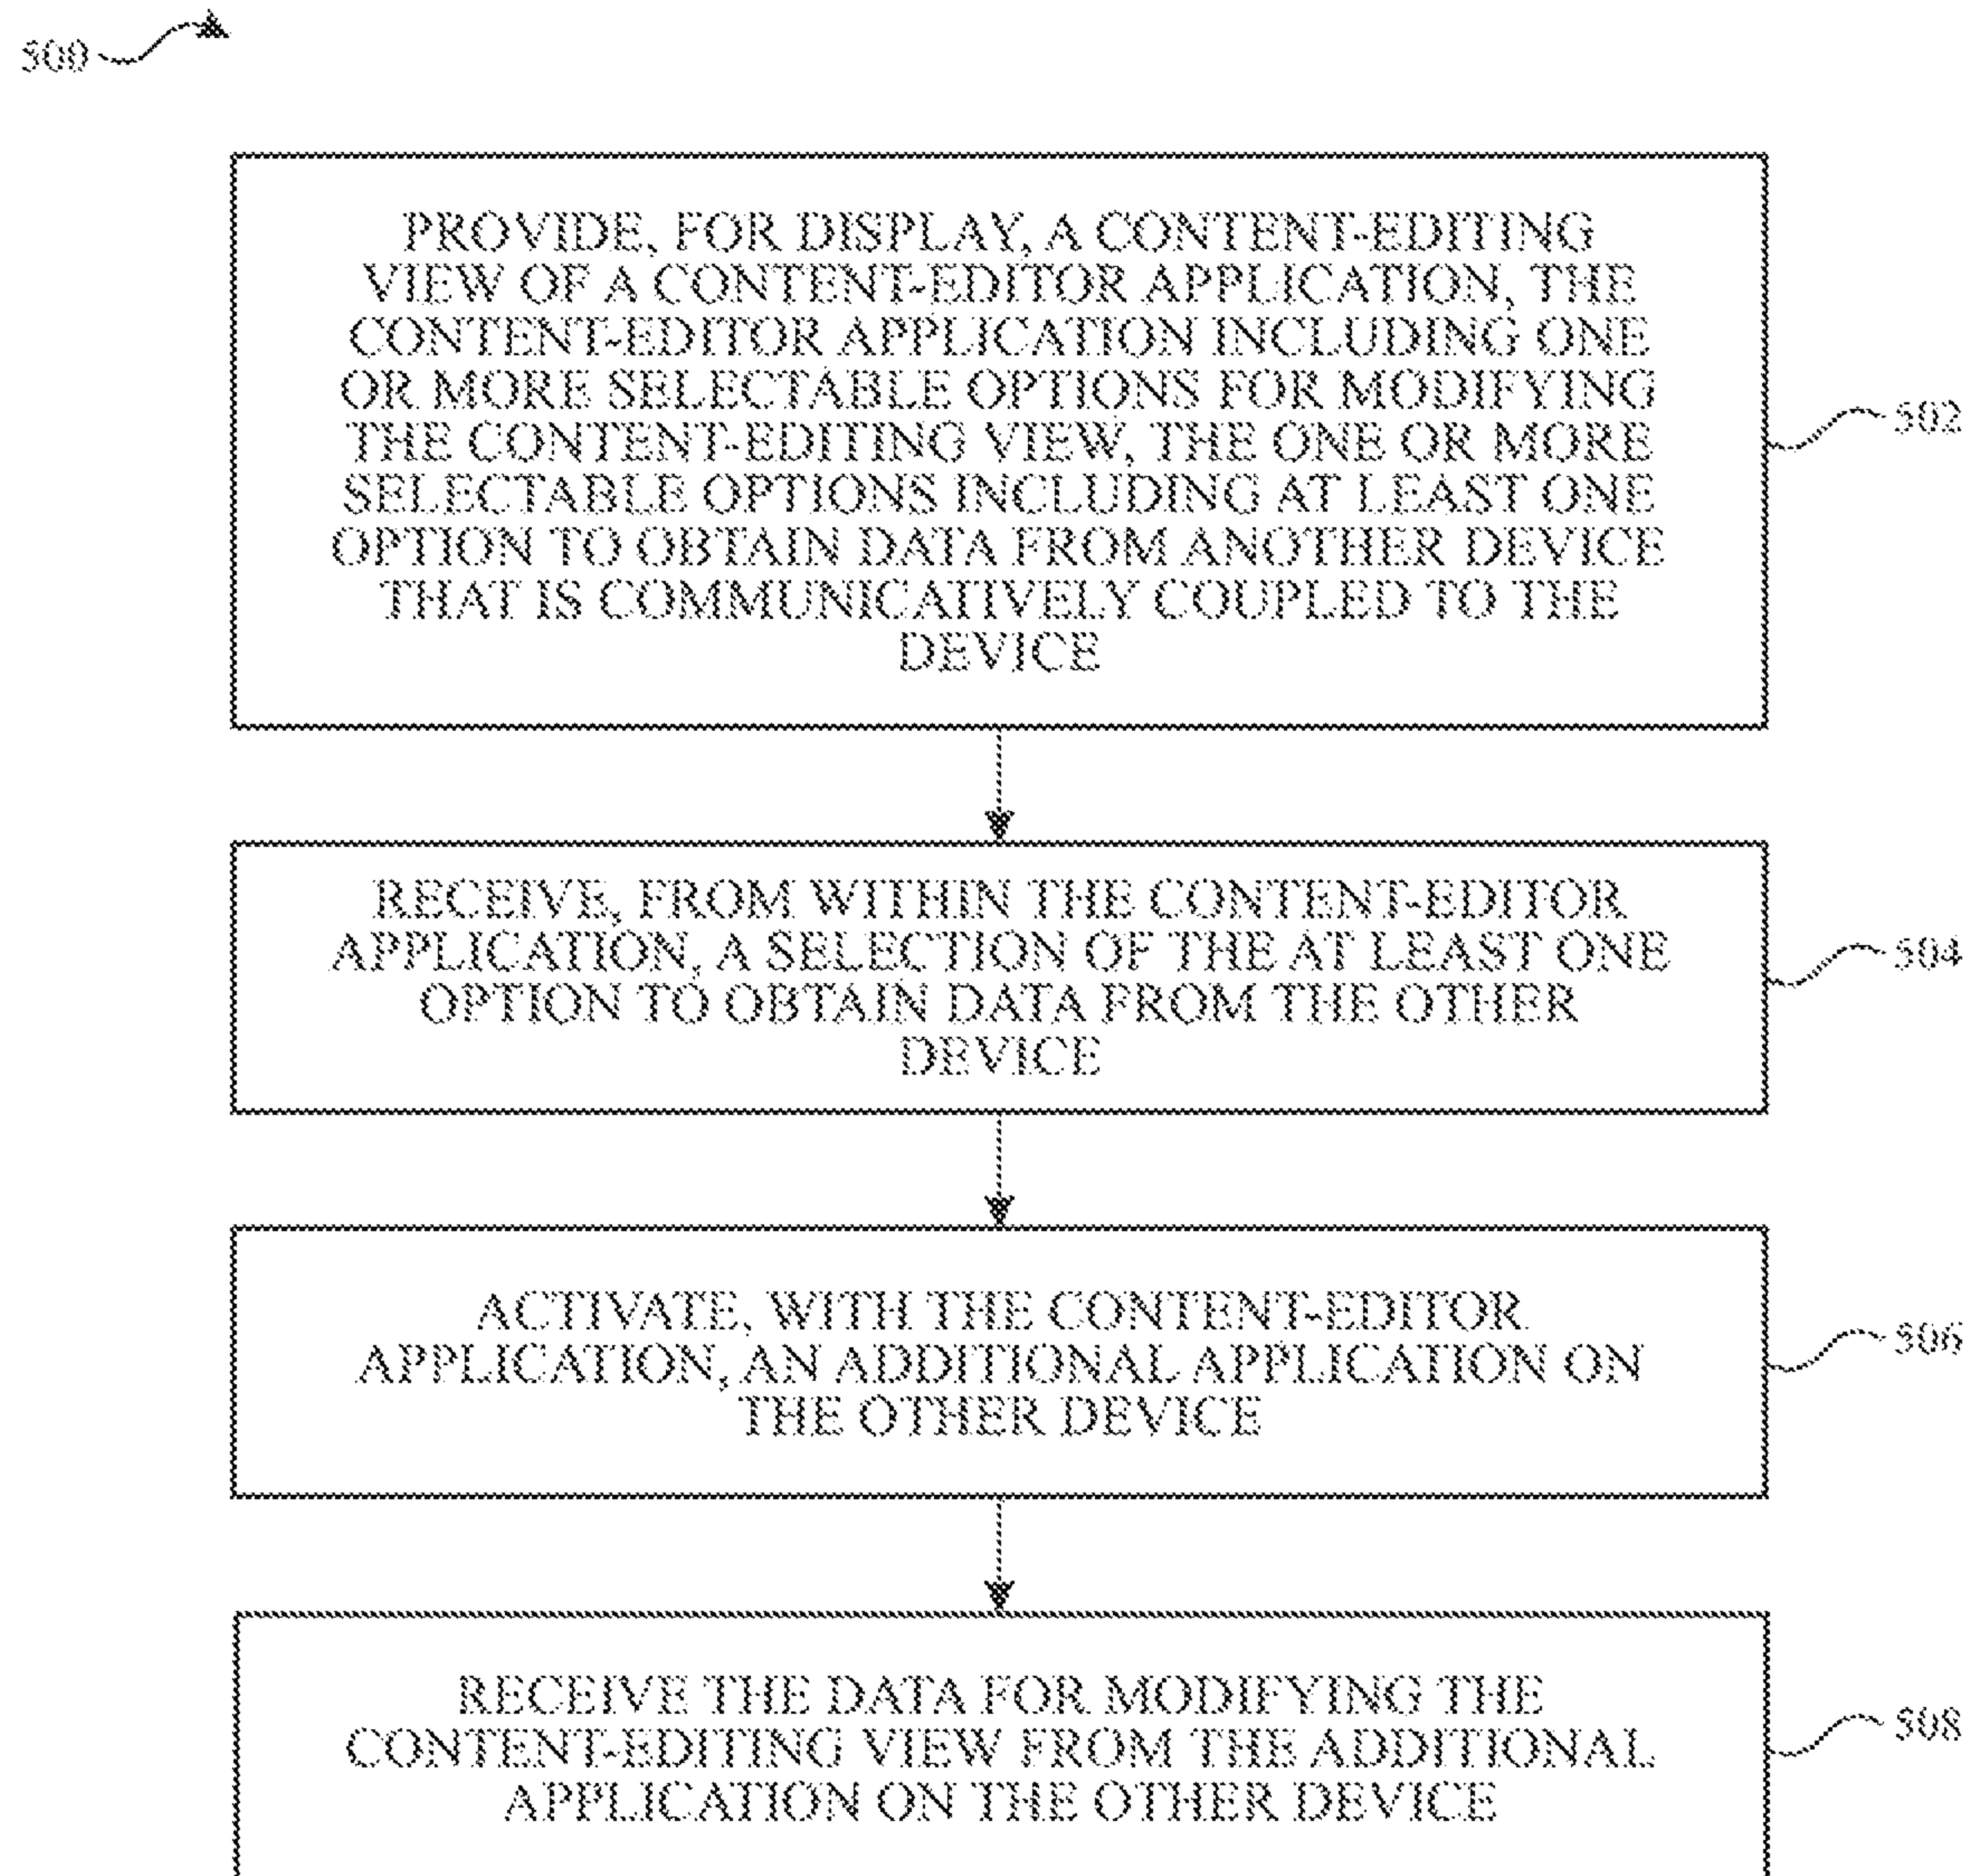 500
PROVIDE, FOR DISPLAY, A CONTENT-EDITING
VIEW OF A CONTENT-EDITOR APPLICATION, THE
CONTENT-EDITOR APPLICATION INCLUDING ONE
OR MORE SELECTABLE OPTIONS FOR MODIFYING
THE CONTENT-EDITING VIEW, THE ONE OR MORE
SELECTABLE OPTIONS INCLUDING AT LEAST ONE
OPTION TO OBTAIN DATA FROM ANOTHER DEVICE
THAT IS COMMUNICATIVELY COUPLED TO THE
DEVICE
502
RECEIVE, FROM WITHIN THE CONTENT-EDITOR
APPLICATION, A SELECTION OF THE AT LEAST ONE
OPTION TO OBTAIN DATA FROM THE OTHER
DEVICE
504
ACTIVATE, WITH THE CONTENT-EDITOR
APPLICATION, AN ADDITIONAL APPLICATION ON
THE OTHER DEVICE
506
RECEIVE THE DATA FOR MODIFYING THE
CONTENT-EDITING VIEW FROM THE ADDITIONAL
APPLICATION ON THE OTHER DEVICE
508